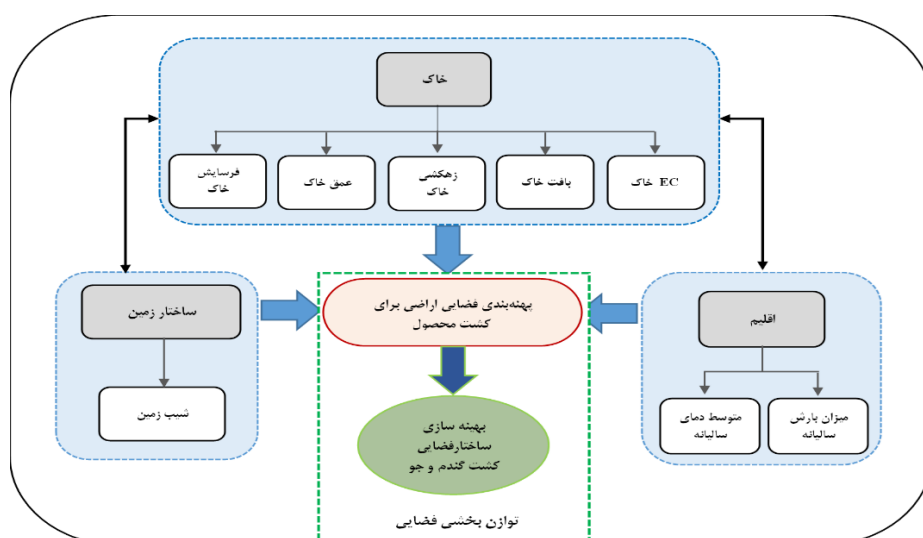 خاک
EC خاک
بافت خاک
زهکشی
خاک
عمق خاک
فرسایش
خاک
اقلیم
میزان بارش
سالیانه
متوسط دمای
سالیانه
پهنه‌بندی فضایی اراضی برای
کشت محصول
ساختار زمین
شیب زمین
بهینه سازی
ساختارفضایی
کشت گندم و جو
توازن بخشی فضایی